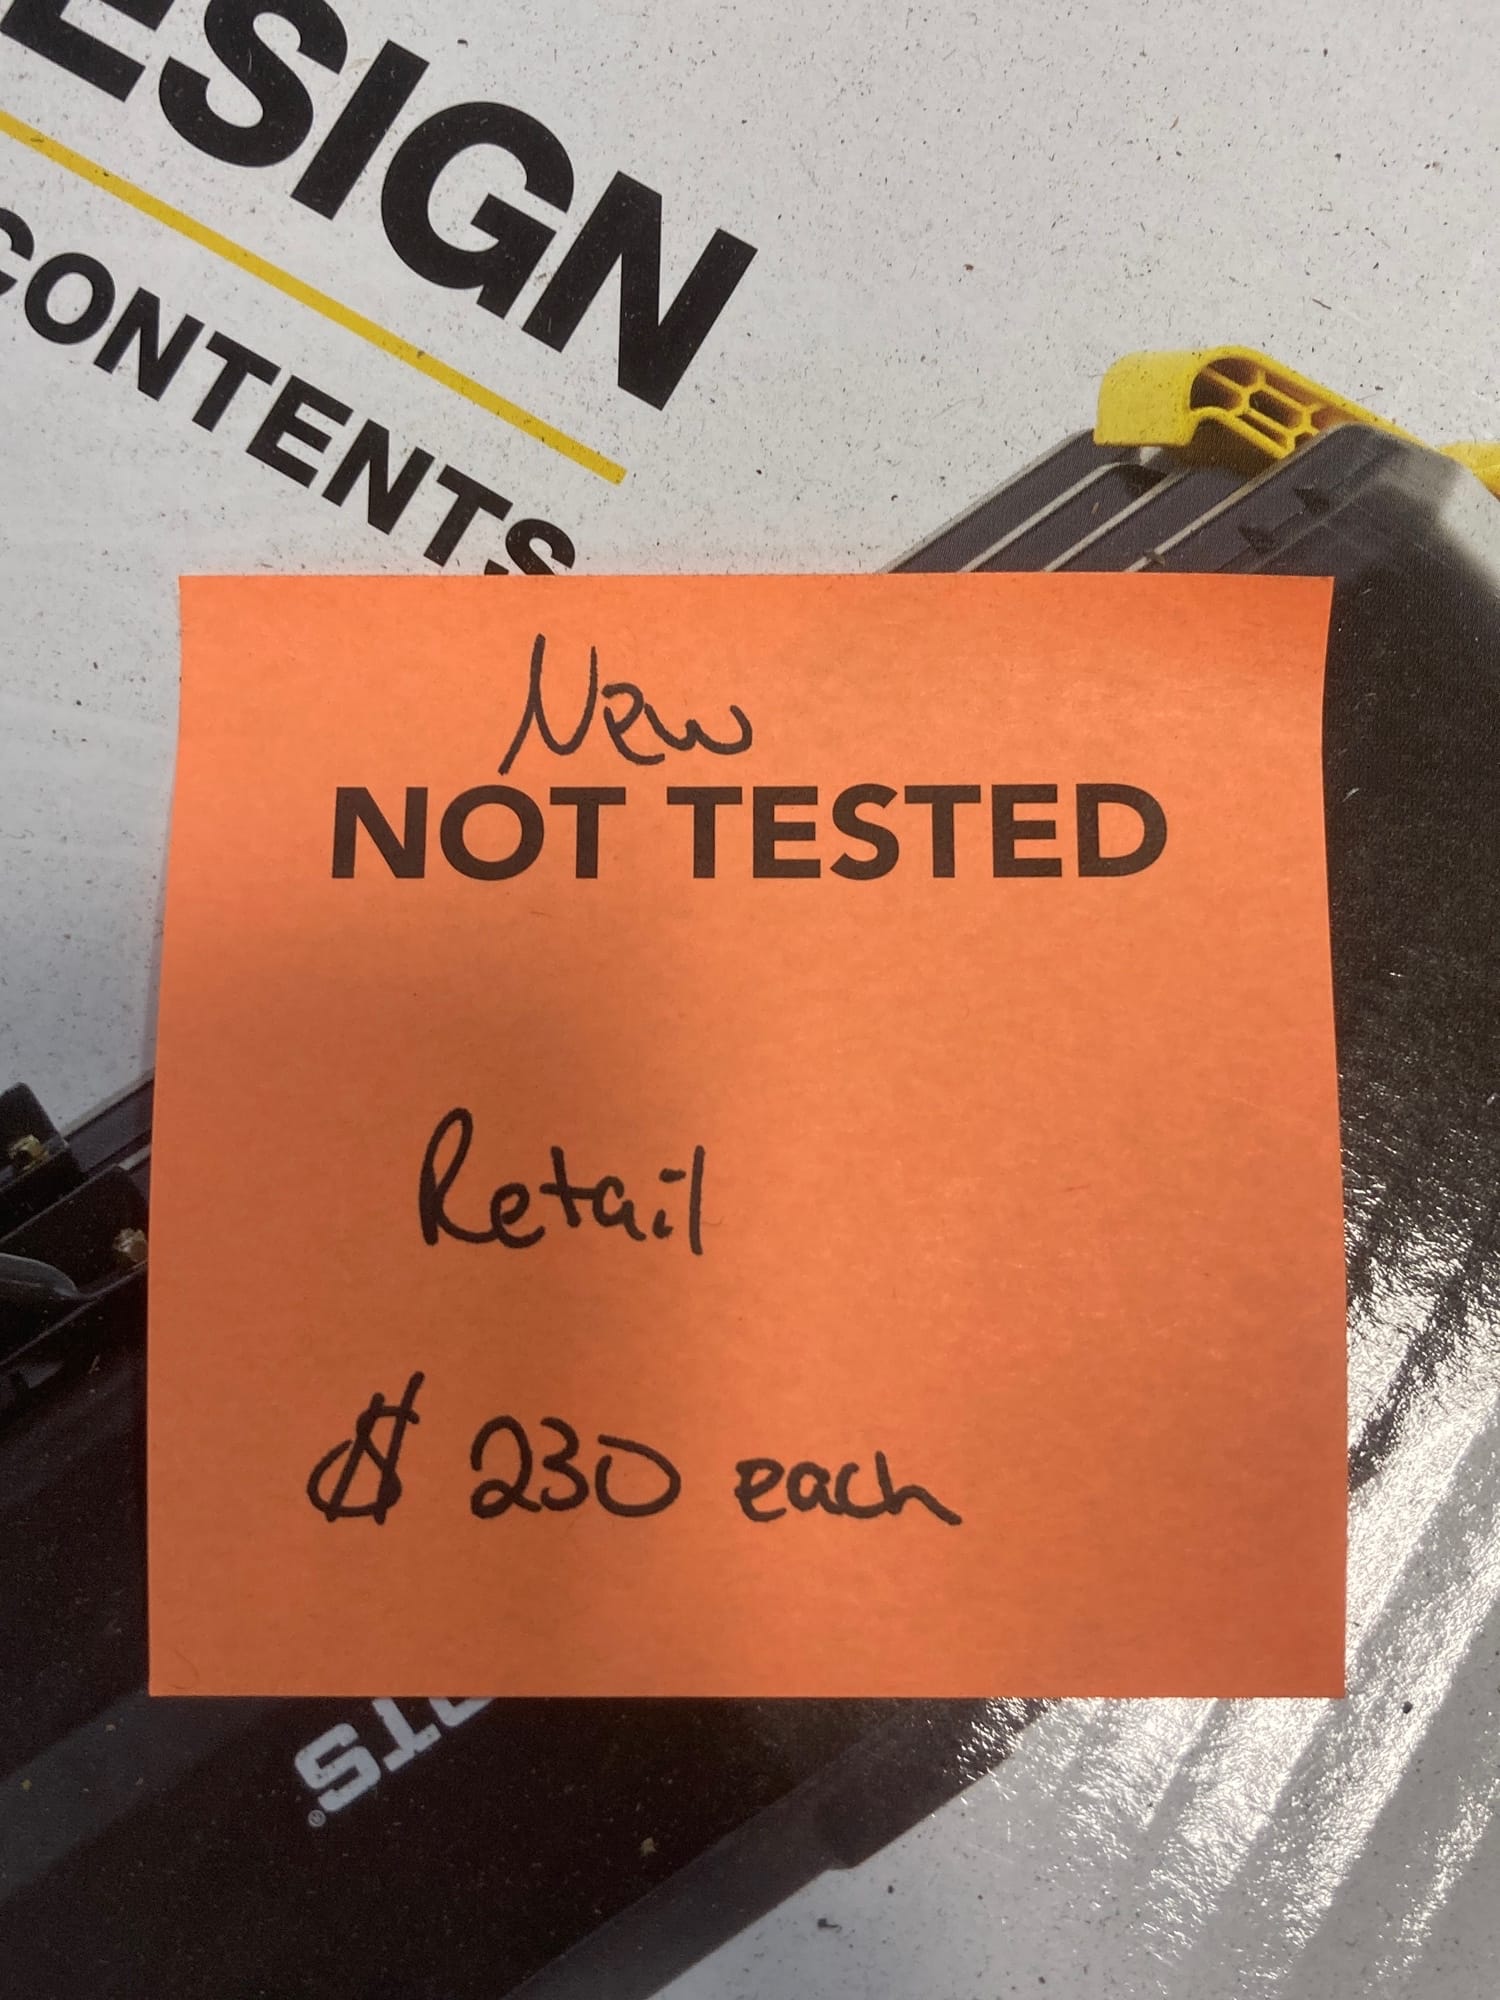 ESIGN
CONTENTS
New
NOT TESTED
Retail
$ 230 each